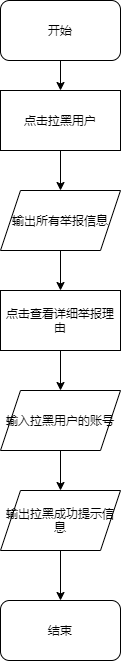 开始
点击拉黑用户
输出所有举报信息
点击查看详细举报理
由
输入拉黑用户的账号
输出拉黑成功提示信
息
结束